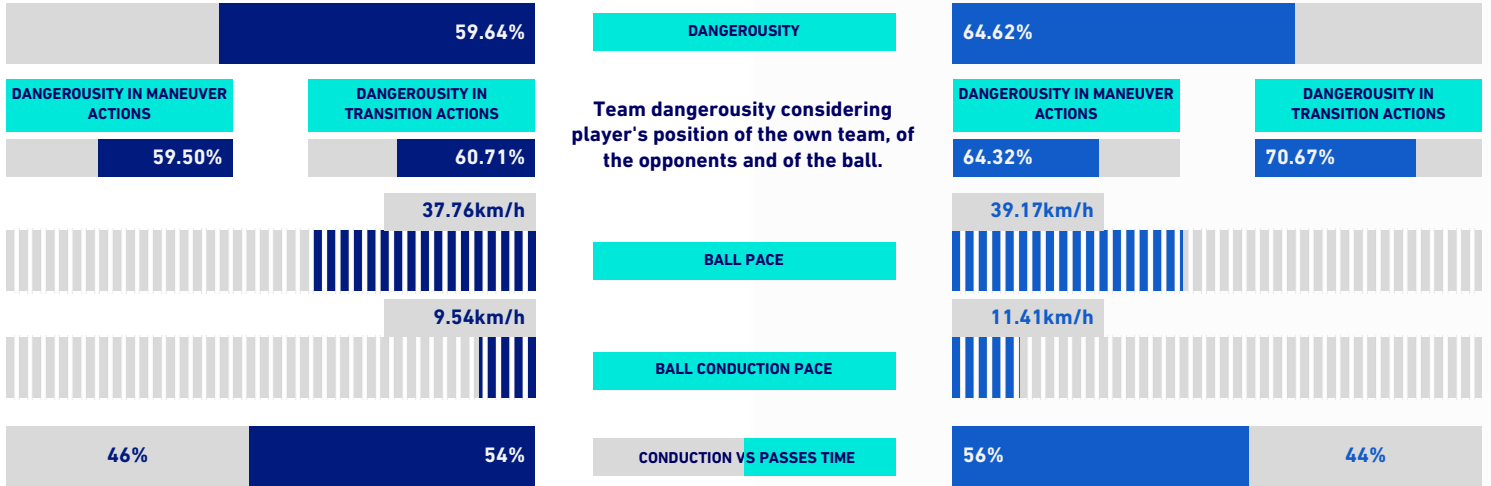 59.64%
DANGEROUSITY
64.62%
DANGEROUSITY IN MANEUVER
ACTIONS
DANGEROUSITY IN
TRANSITION ACTIONS
59.50%
60.71%
Team dangerousity considering
player's position of the own team, of
the opponents and of the ball.
DANGEROUSITY IN MANEUVER
ACTIONS
DANGEROUSITY IN
TRANSITION ACTIONS
64.32%
70.67%
37.76km/h
BALL PACE
39.17km/h
9.54km/h
BALL CONDUCTION PACE
11.41km/h
46%
54%
CONDUCTION VS PASSES TIME
56%
44%